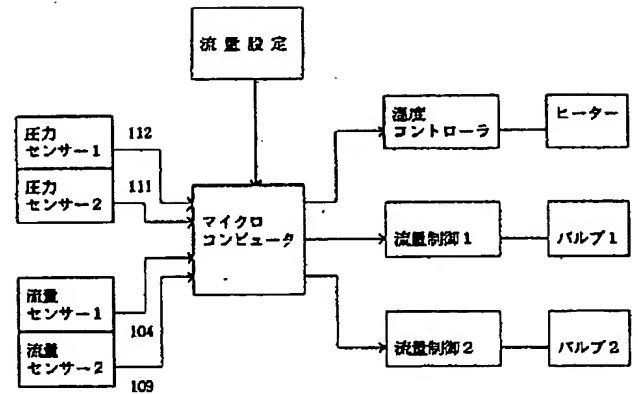 流量設定
圧力
センサー1
112
圧力
センサー2
111
流量
センサー1
104
流量
センサー2
109
マイクロ
コンピュータ
温度
コントローラ
ヒーター
流量制御1
バルブ1
流量制御2
バルブ2